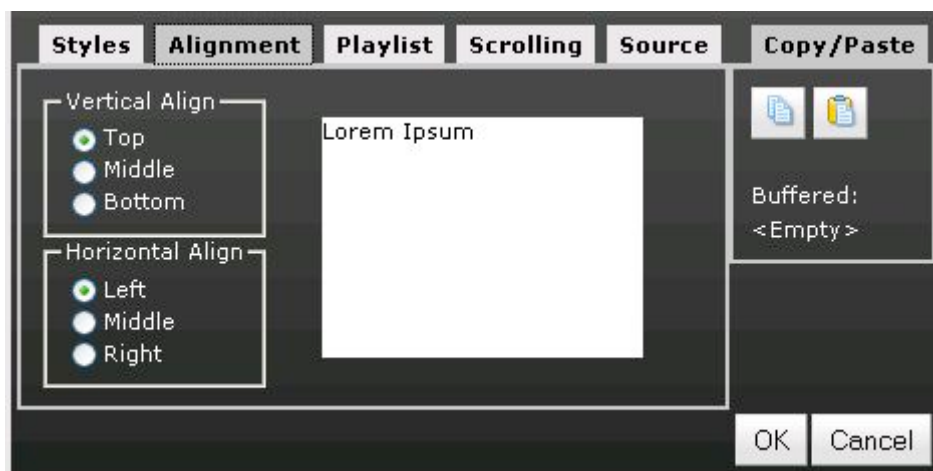 Styles Alignment Playlist Scrolling Source Copy/Paste
Vertical Align
Top
Middle
Bottom
Horizontal Align
Left
Middle
Right
Lorem Ipsum
Buffered:
<Empty>
OK Cancel